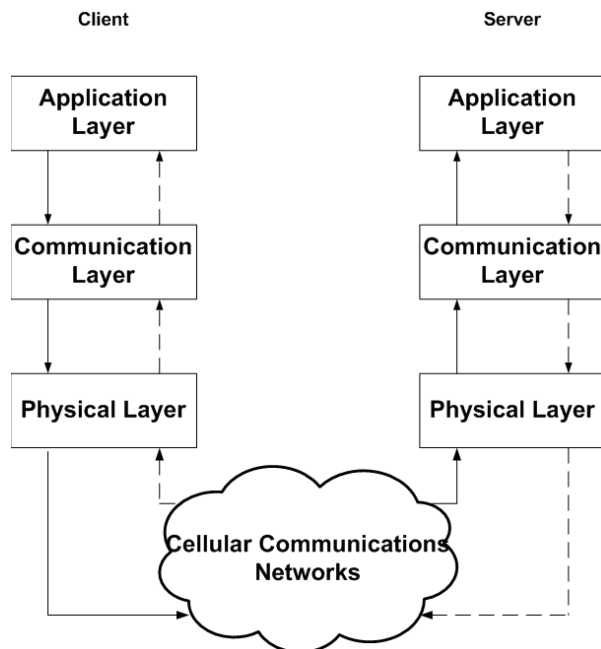 Client
Server
Application
Layer
Application
Layer
Communication
Layer
Communication
Layer
Physical Layer
Physical Layer
Cellular Communications
Networks